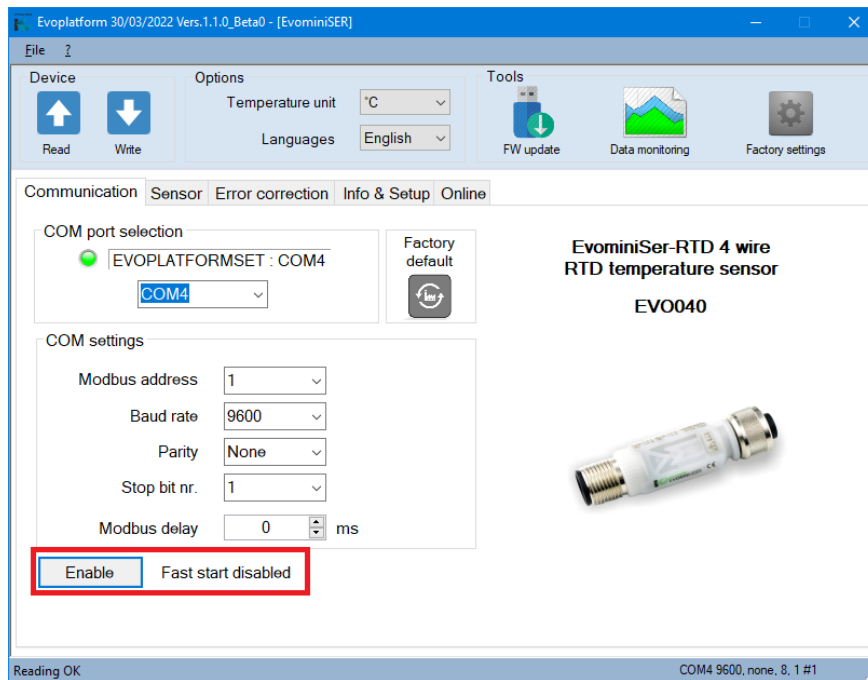 Evoplatform 30/03/2022 Vers.1.1.0_Beta0 - [EvominiSER]
File ?
Device
Read
Write
Options
Temperature unit °C
Languages English
Tools
FW update
Data monitoring
Factory settings
Communication Sensor Error correction Info & Setup Online
COM port selection
EVOPLATFORMSET : COM4
COM4
Factory
default
EvominiSer-RTD 4 wire
RTD temperature sensor
EVO040
COM settings
Modbus address 1
Baud rate 9600
Parity None
Stop bit nr. 1
Modbus delay 0 ms
Enable Fast start disabled
Reading OK
COM4 9600, none, 8, 1 #1